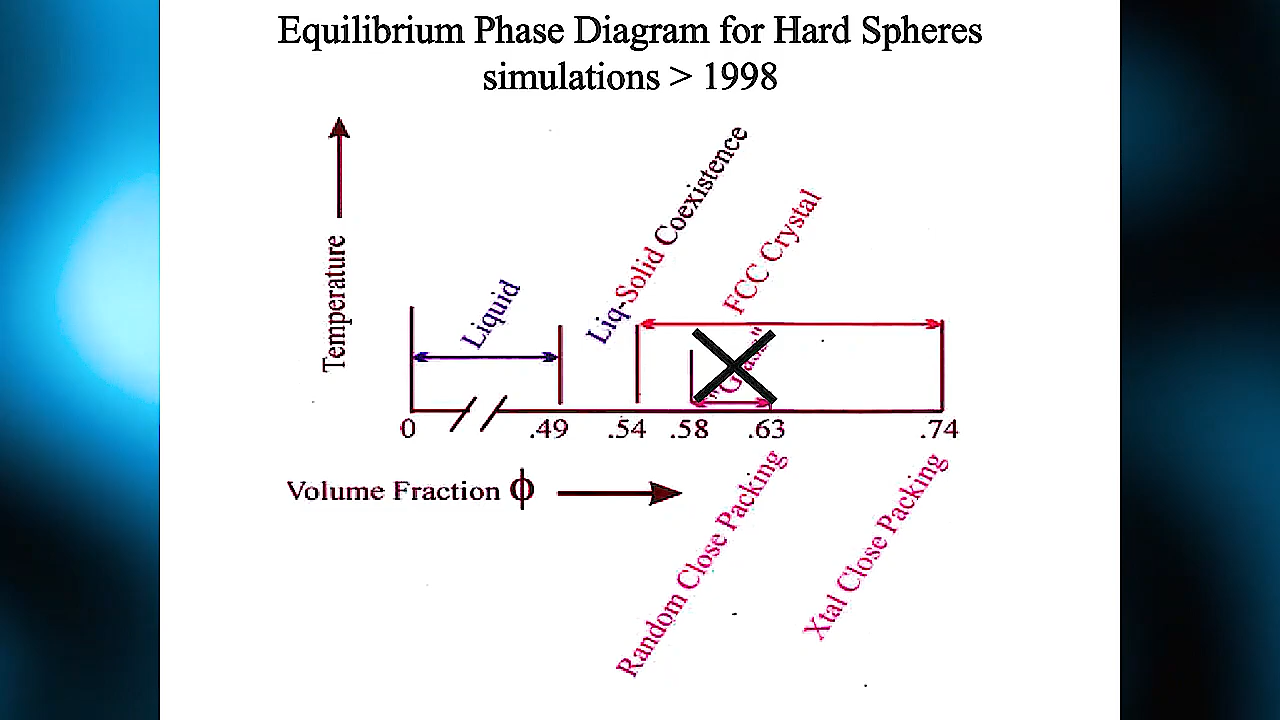 Equilibrium Phase Diagram for Hard Spheres
simulations > 1998
Temperature
Liquid
Liq-Solid Coexistence
FCC Crystal
"Glass"
0
.49
.54
.58
.63
.74
Volume Fraction ϕ
Random Close Packing
Xtal Close Packing